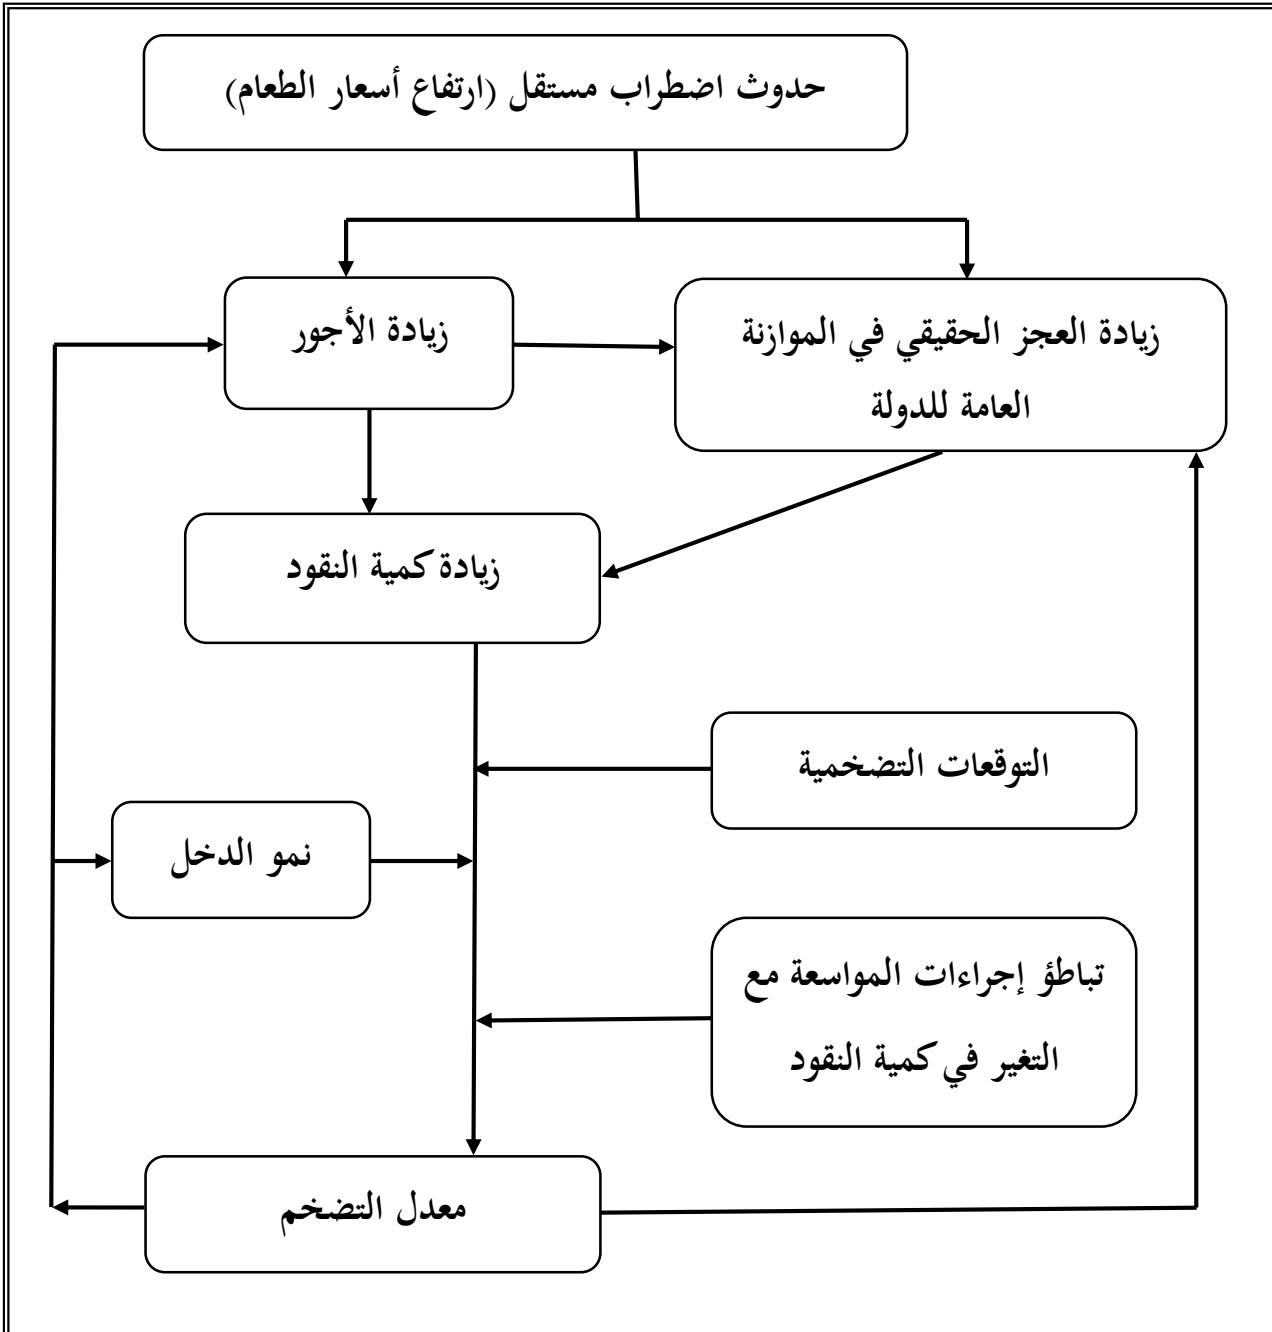 حدوث اضطراب مستقل (ارتفاع أسعار الطعام)
زيادة العجز الحقيقي في الموازنة
العامة للدولة
زيادة الأجور
زيادة كمية النقود
التوقعات التضخمية
نمو الدخل
تباطؤ إجراءات المواسعة مع
التغير في كمية النقود
معدل التضخم